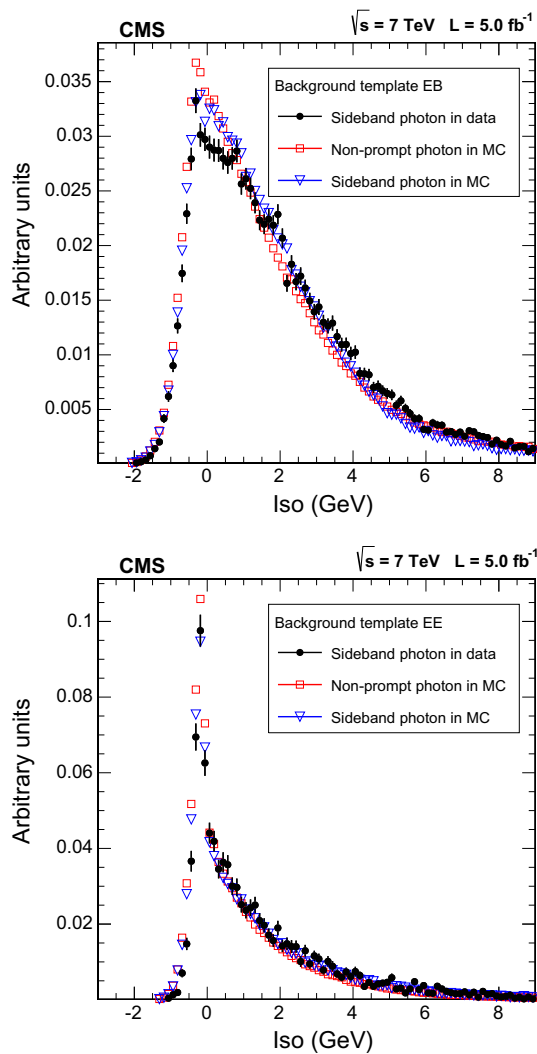 CMS
√s = 7 TeV L = 5.0 fb⁻¹
Background template EB
Sideband photon in data
Non-prompt photon in MC
Sideband photon in MC
Arbitrary units
0.035
0.03
0.025
0.02
0.015
0.01
0.005
-2 0 2 4 6 8
Iso (GeV)
CMS
√s = 7 TeV L = 5.0 fb⁻¹
Background template EE
Sideband photon in data
Non-prompt photon in MC
Sideband photon in MC
Arbitrary units
0.1
0.08
0.06
0.04
0.02
-2 0 2 4 6 8
Iso (GeV)